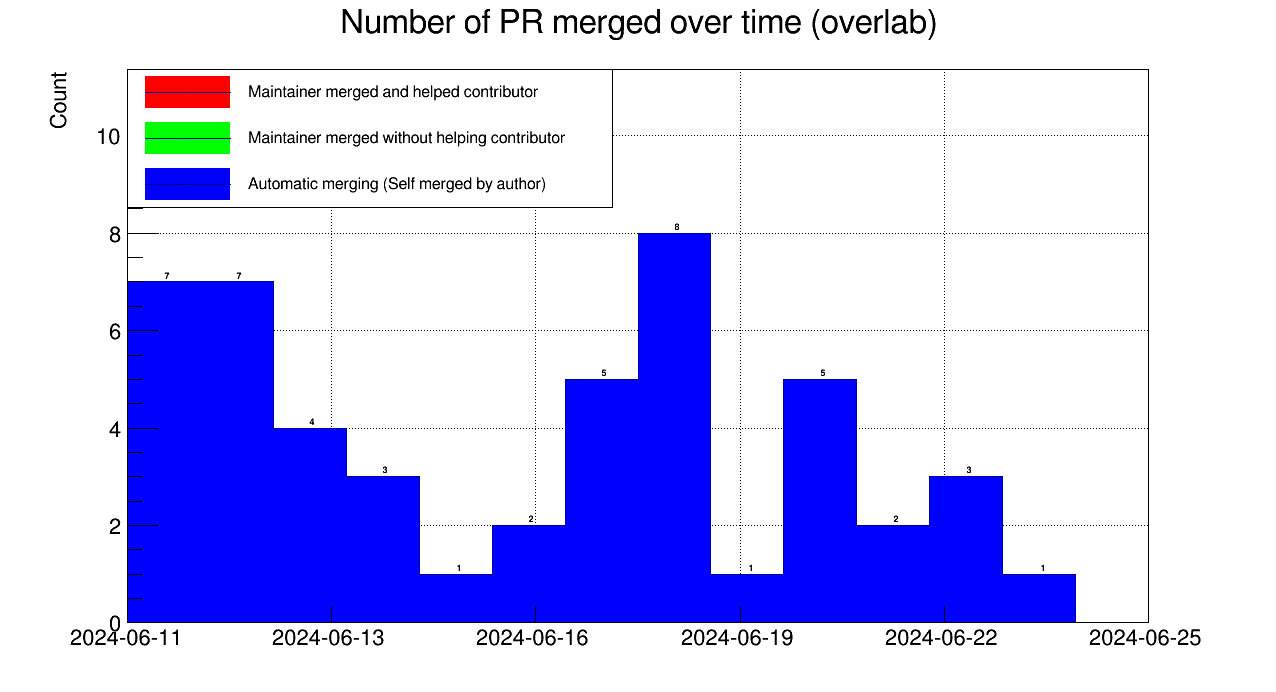 Number of PR merged over time (overlab)
Count
Maintainer merged and helped contributor
Maintainer merged without helping contributor
Automatic merging (Self merged by author)
10
8
6
4
2
0
7 7 4 3 1 2 5 8 1 5 2 3 1
2024-06-11 2024-06-13 2024-06-16 2024-06-19 2024-06-22 2024-06-25